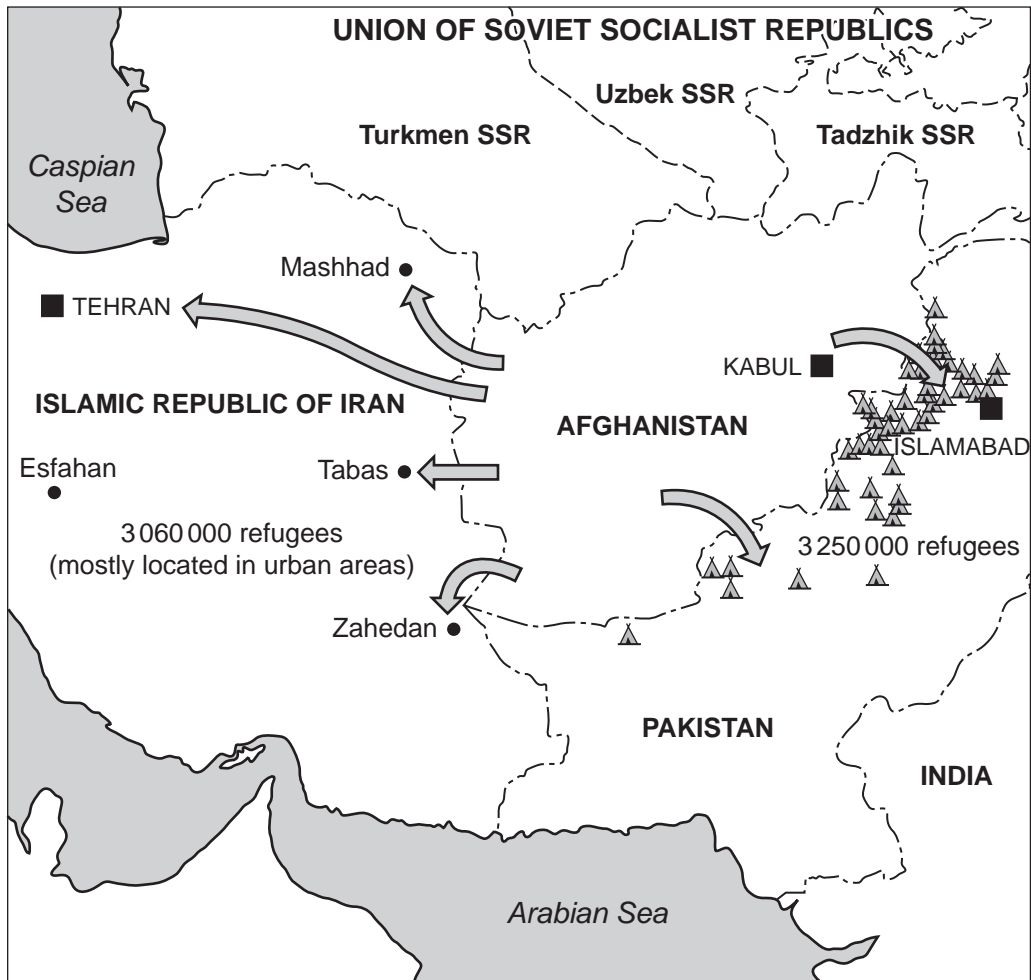 UNION OF SOVIET SOCIALIST REPUBLICS
Uzbek SSR
Turkmen SSR
Tadzhik SSR
Caspian
Sea
Mashhad
TEHRAN
KABUL
ISLAMIC REPUBLIC OF IRAN
AFGHANISTAN
ISLAMABAD
Esfahan
Tabas
3 060 000 refugees
(mostly located in urban areas)
3 250 000 refugees
Zahedan
PAKISTAN
INDIA
Arabian Sea